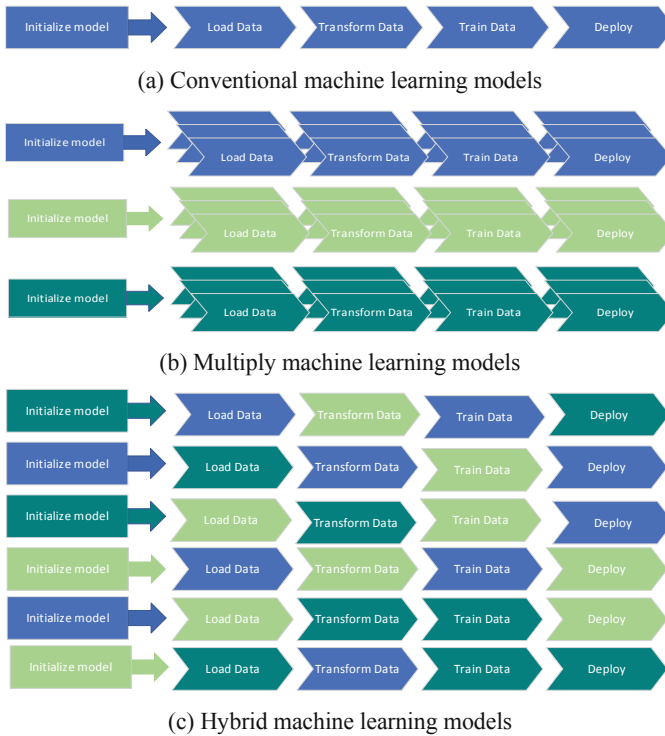 Initialize model Load Data Transform Data Train Data Deploy
(a) Conventional machine learning models
Initialize model Load Data Transform Data Train Data Deploy
Initialize model Load Data Transform Data Train Data Deploy
Initialize model Load Data Transform Data Train Data Deploy
(b) Multiply machine learning models
Initialize model Load Data Transform Data Train Data Deploy
Initialize model Load Data Transform Data Train Data Deploy
Initialize model Load Data Transform Data Train Data Deploy
Initialize model Load Data Transform Data Train Data Deploy
Initialize model Load Data Transform Data Train Data Deploy
Initialize model Load Data Transform Data Train Data Deploy
(c) Hybrid machine learning models